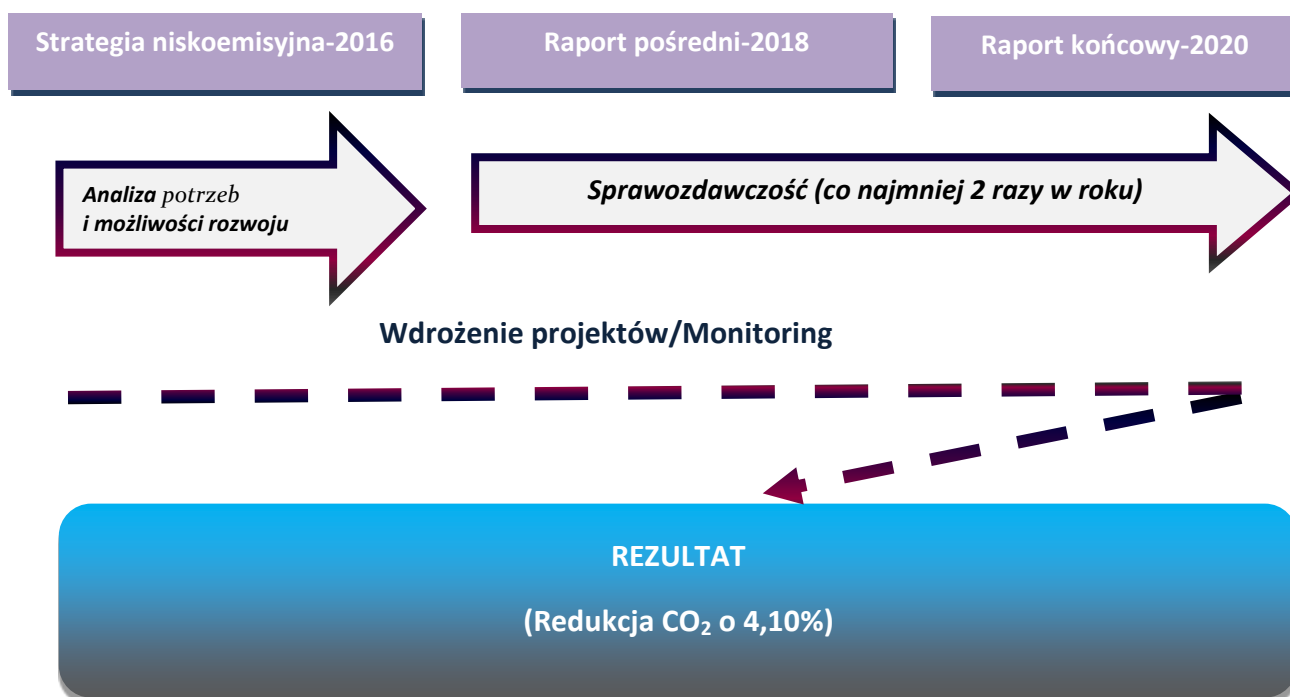 Strategia niskoemisyjna-2016
Raport pośredni-2018
Raport końcowy-2020
Analiza potrzeb
i możliwości rozwoju
Sprawozdawczość (co najmniej 2 razy w roku)
Wdrożenie projektów/Monitoring
REZULTAT
(Redukcja CO₂ o 4,10%)